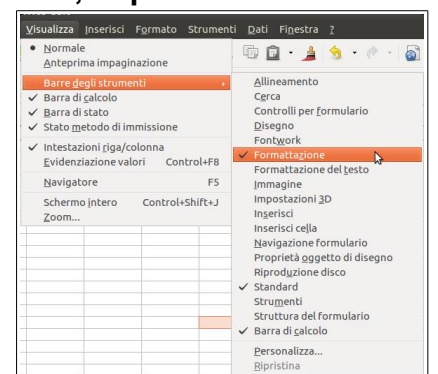 Visualizza Inserisci Formato Strumenti Dati Finestra ?
Normale
Anteprima impaginazione
Barre degli strumenti
Barra di calcolo
Barra di stato
Stato metodo di immissione
Intestazioni riga/colonna
Evidenziazione valori Control+F8
Navigatore F5
Schermo intero Control+Shift+J
Zoom...
Allineamento
Cerca
Controlli per formulario
Disegno
Fontwork
Formattazione
Formattazione del testo
Immagine
Impostazioni 3D
Inserisci
Inserisci cella
Navigazione formulario
Proprietà oggetto di disegno
Riproduzione disco
Standard
Strumenti
Struttura del formulario
Barra di calcolo
Personalizza...
Ripristina